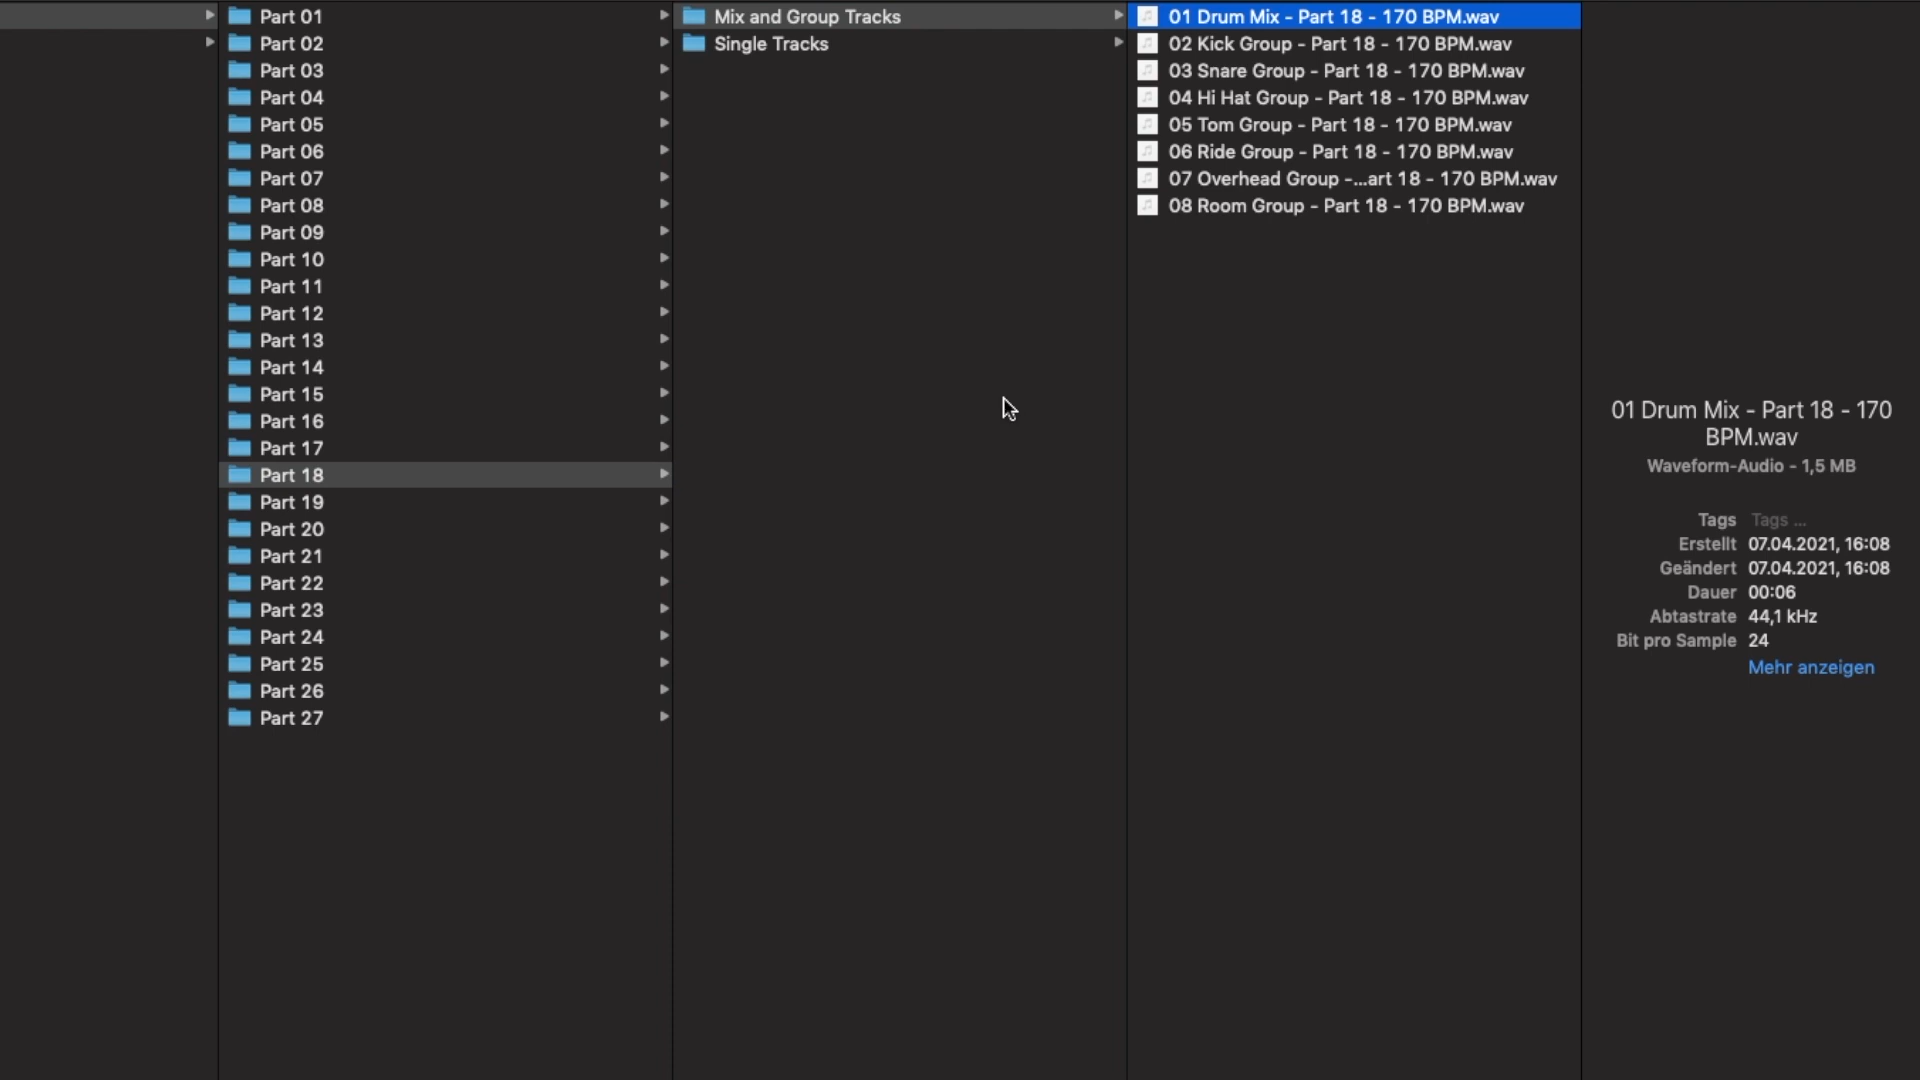 Part 01
Part 02
Part 03
Part 04
Part 05
Part 06
Part 07
Part 08
Part 09
Part 10
Part 11
Part 12
Part 13
Part 14
Part 15
Part 16
Part 17
Part 18
Part 19
Part 20
Part 21
Part 22
Part 23
Part 24
Part 25
Part 26
Part 27
Mix and Group Tracks
Single Tracks
01 Drum Mix - Part 18 - 170 BPM.wav
02 Kick Group - Part 18 - 170 BPM.wav
03 Snare Group - Part 18 - 170 BPM.wav
04 Hi Hat Group - Part 18 - 170 BPM.wav
05 Tom Group - Part 18 - 170 BPM.wav
06 Ride Group - Part 18 - 170 BPM.wav
07 Overhead Group -...art 18 - 170 BPM.wav
08 Room Group - Part 18 - 170 BPM.wav
01 Drum Mix - Part 18 - 170
BPM.wav
Waveform-Audio - 1,5 MB
Tags Tags ...
Erstellt 07.04.2021, 16:08
Geändert 07.04.2021, 16:08
Dauer 00:06
Abtastrate 44,1 kHz
Bit pro Sample 24
Mehr anzeigen